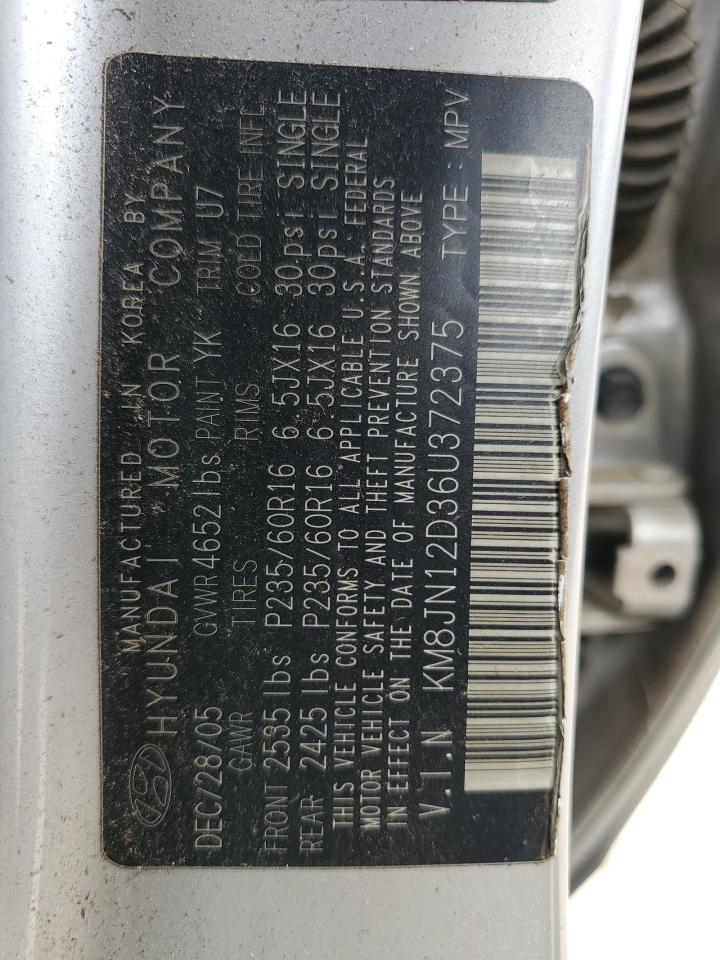 MANUFACTURED IN KOREA BY
HYUNDAI MOTOR COMPANY
DEC/28/05 GVWR4652lbs PAINT YK TRIM U7
GAWR TIRES RIMS COLD TIRE INFL
FRONT 2535 lbs P235/60R16 6.5JX16 30psi SINGLE
REAR 2425 lbs P235/60R16 6.5JX16 30psi SINGLE
THIS VEHICLE CONFORMS TO ALL APPLICABLE U.S.A. FEDERAL
MOTOR VEHICLE SAFETY AND THEFT PREVENTION STANDARDS
IN EFFECT ON THE DATE OF MANUFACTURE SHOWN ABOVE
V.I.N KM8JN12D36U372375 TYPE : MPV